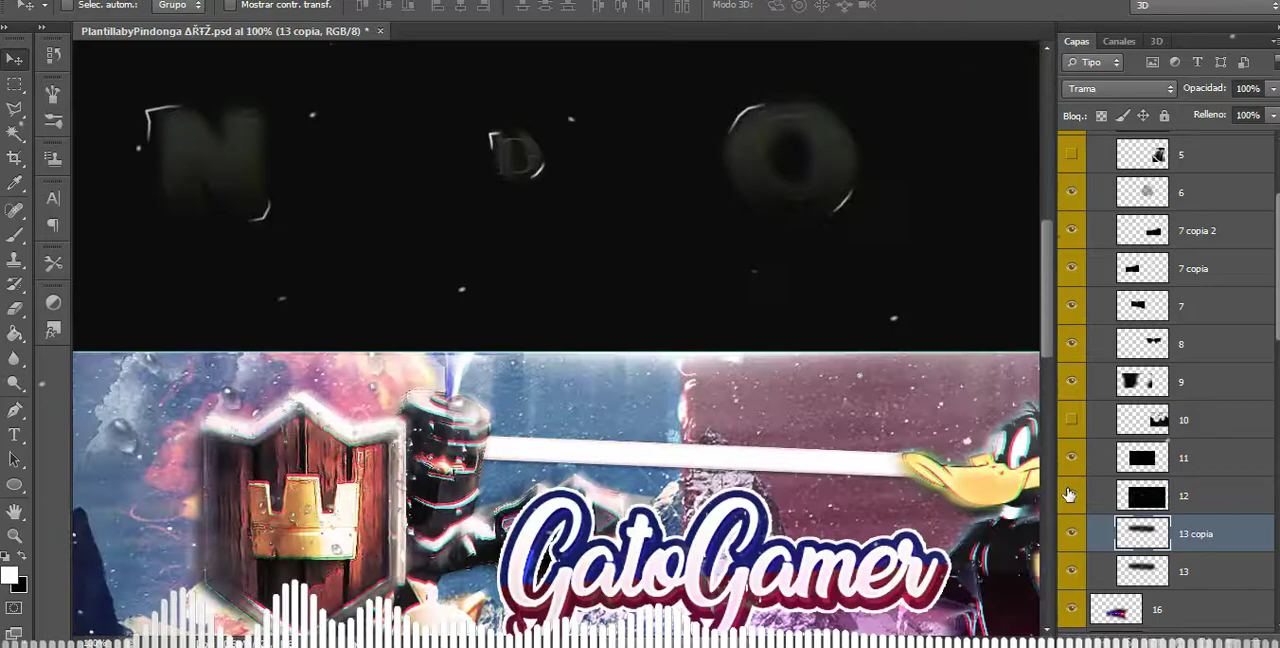 Selec. autom.: Grupo Mostrar contr. transf. Modo 3D: 3D
PlantillabyPindonga ΔŘŦŽ.psd al 100% (13 copia, RGB/8) *
Capas Canales 3D
Tipo
Trama Opacidad: 100%
Bloq.: Relleno: 100%
N D O
5
6
7 copia 2
7 copia
7
8
9
10
11
12
13 copia
13
16
GatoGamer
100%